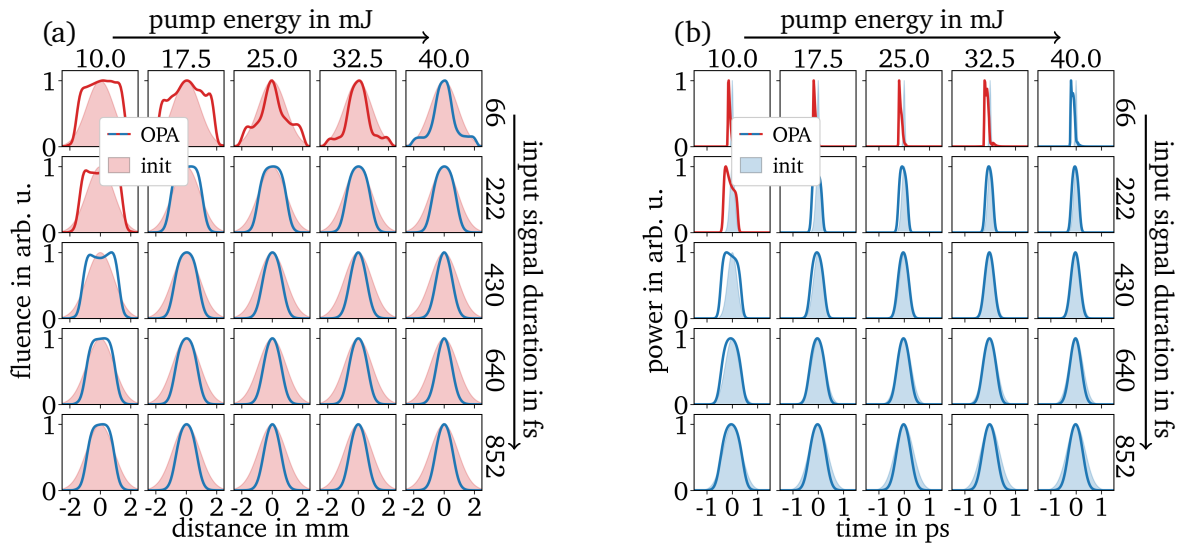 (a)
pump energy in mJ
10.0 17.5 25.0 32.5 40.0
fluence in arb. u.
1
0
66
OPA
init
1
0
222
1
0
430
1
0
640
1
0
852
input signal duration in fs
-2 0 2 -2 0 2 -2 0 2 -2 0 2 -2 0 2
distance in mm
(b)
pump energy in mJ
10.0 17.5 25.0 32.5 40.0
power in arb. u.
1
0
66
OPA
init
1
0
222
1
0
430
1
0
640
1
0
852
input signal duration in fs
-1 0 1 -1 0 1 -1 0 1 -1 0 1 -1 0 1
time in ps